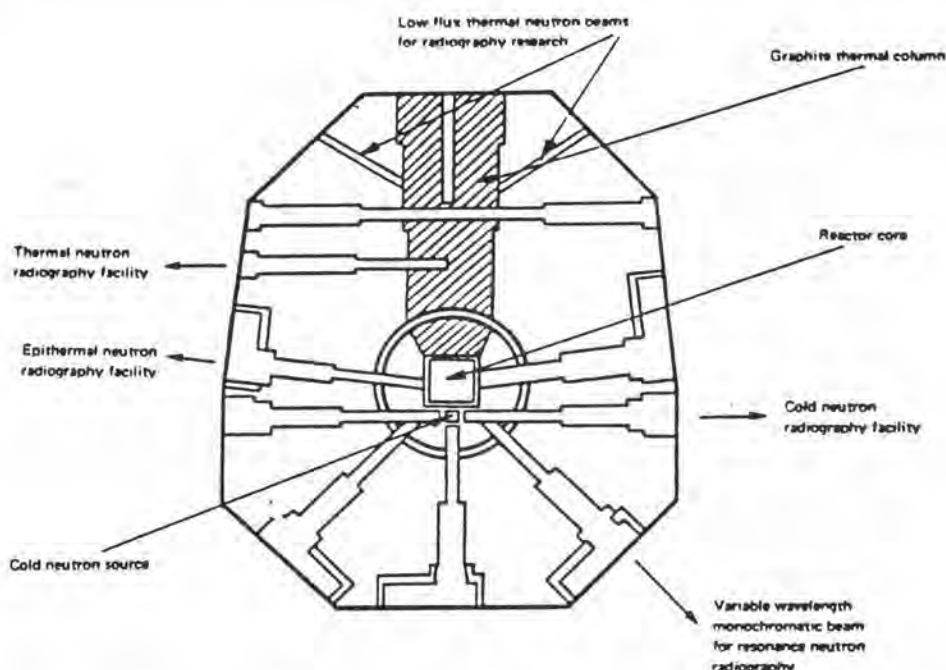 Low flux thermal neutron beams
for radiography research
Graphite thermal column
Reactor core
Thermal neutron
radiography facility
Epithermal neutron
radiography facility
Cold neutron
radiography facility
Cold neutron source
Variable wavelength
monochromatic beam
for resonance neutron
radiography